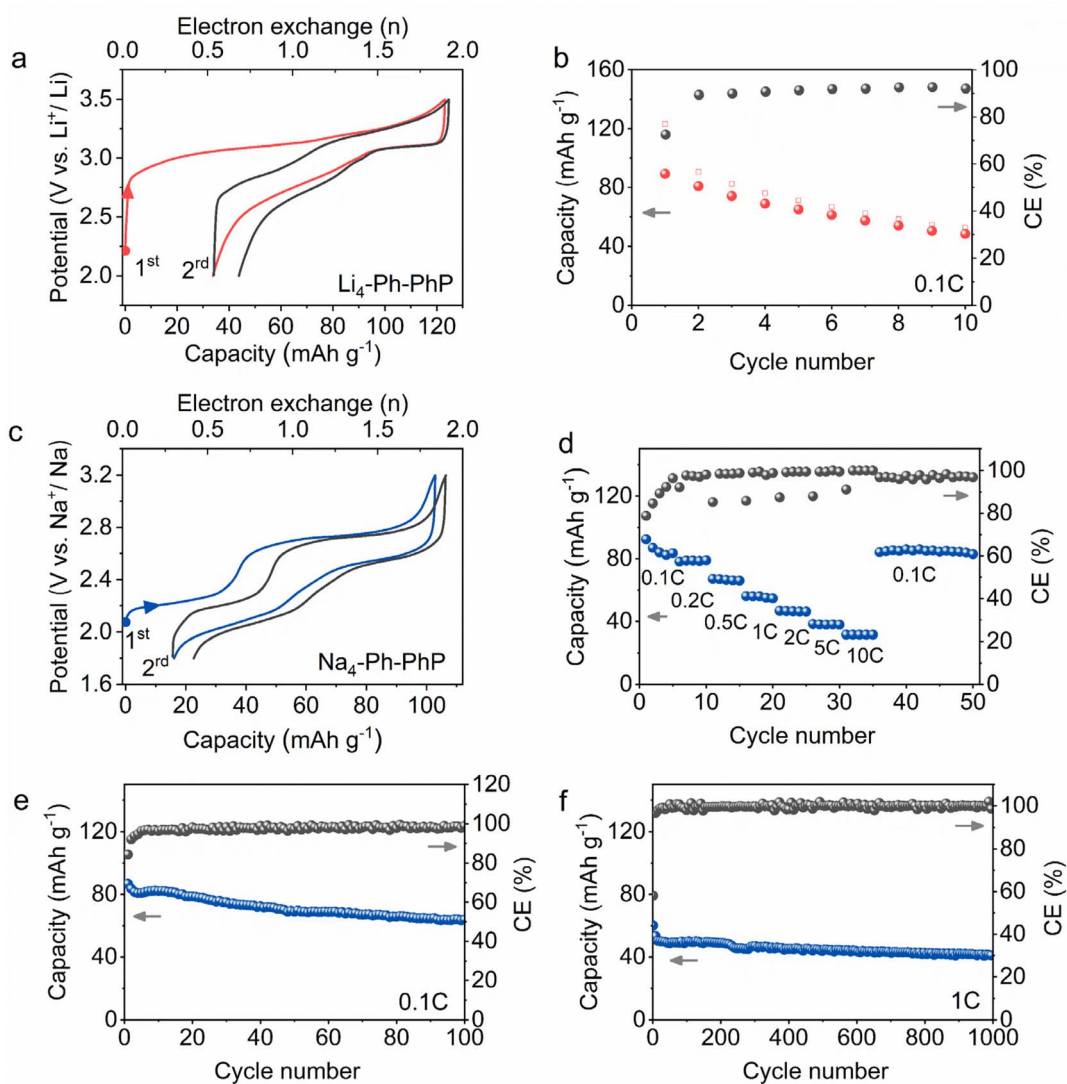 a
Electron exchange (n)
0.0 0.5 1.0 1.5 2.0
Potential (V vs. Li⁺/ Li)
3.5
3.0
2.5
2.0
1st
2rd
Li₄-Ph-PhP
0 20 40 60 80 100 120
Capacity (mAh g⁻¹)
b
Capacity (mAh g⁻¹)
160
120
80
40
0
100
80
60
40
20
0
CE (%)
0.1C
0 2 4 6 8 10
Cycle number
c
Electron exchange (n)
0.0 0.5 1.0 1.5 2.0
Potential (V vs. Na⁺/ Na)
3.2
2.8
2.4
2.0
1.6
1st
2rd
Na₄-Ph-PhP
0 20 40 60 80 100
Capacity (mAh g⁻¹)
d
Capacity (mAh g⁻¹)
120
80
40
0
100
80
60
40
20
0
CE (%)
0.1C
0.2C
0.5C
1C
2C
5C
10C
0.1C
0 10 20 30 40 50
Cycle number
e
Capacity (mAh g⁻¹)
120
80
40
0
120
100
80
60
40
20
0
CE (%)
0.1C
0 20 40 60 80 100
Cycle number
f
Capacity (mAh g⁻¹)
120
80
40
0
100
80
60
40
20
0
CE (%)
1C
0 200 400 600 800 1000
Cycle number